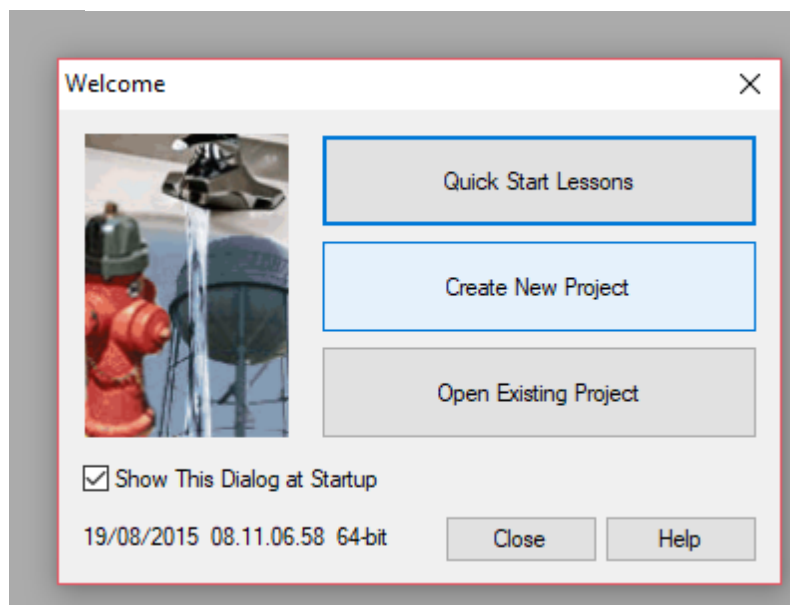 Welcome
Quick Start Lessons
Create New Project
Open Existing Project
Show This Dialog at Startup
19/08/2015 08.11.06.58 64-bit
Close
Help